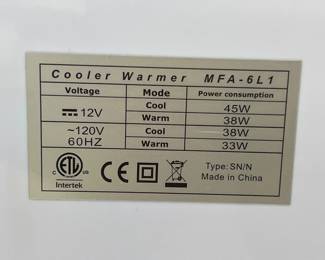 Cooler Warmer MFA-6L1
Voltage Mode Power consumption
12V Cool 45W
Warm 38W
~120V Cool 38W
60HZ Warm 33W
ETL
C US
Intertek
CE
Type: SN/N
Made in China